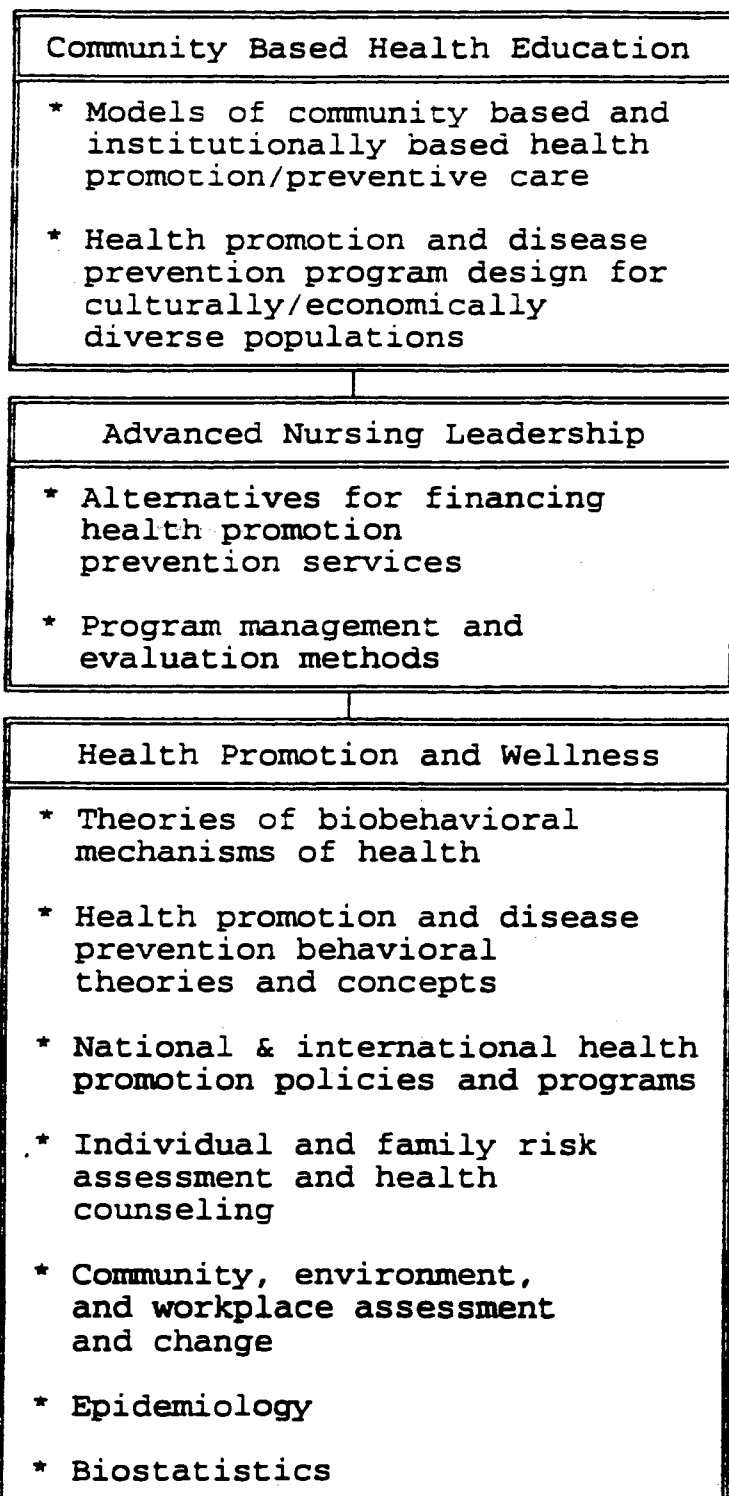 Community Based Health Education
* Models of community based and
institutionally based health
promotion/preventive care
* Health promotion and disease
prevention program design for
culturally/economically
diverse populations
Advanced Nursing Leadership
* Alternatives for financing
health promotion
prevention services
* Program management and
evaluation methods
Health Promotion and Wellness
* Theories of biobehavioral
mechanisms of health
* Health promotion and disease
prevention behavioral
theories and concepts
* National & international health
promotion policies and programs
* Individual and family risk
assessment and health
counseling
* Community, environment,
and workplace assessment
and change
* Epidemiology
* Biostatistics